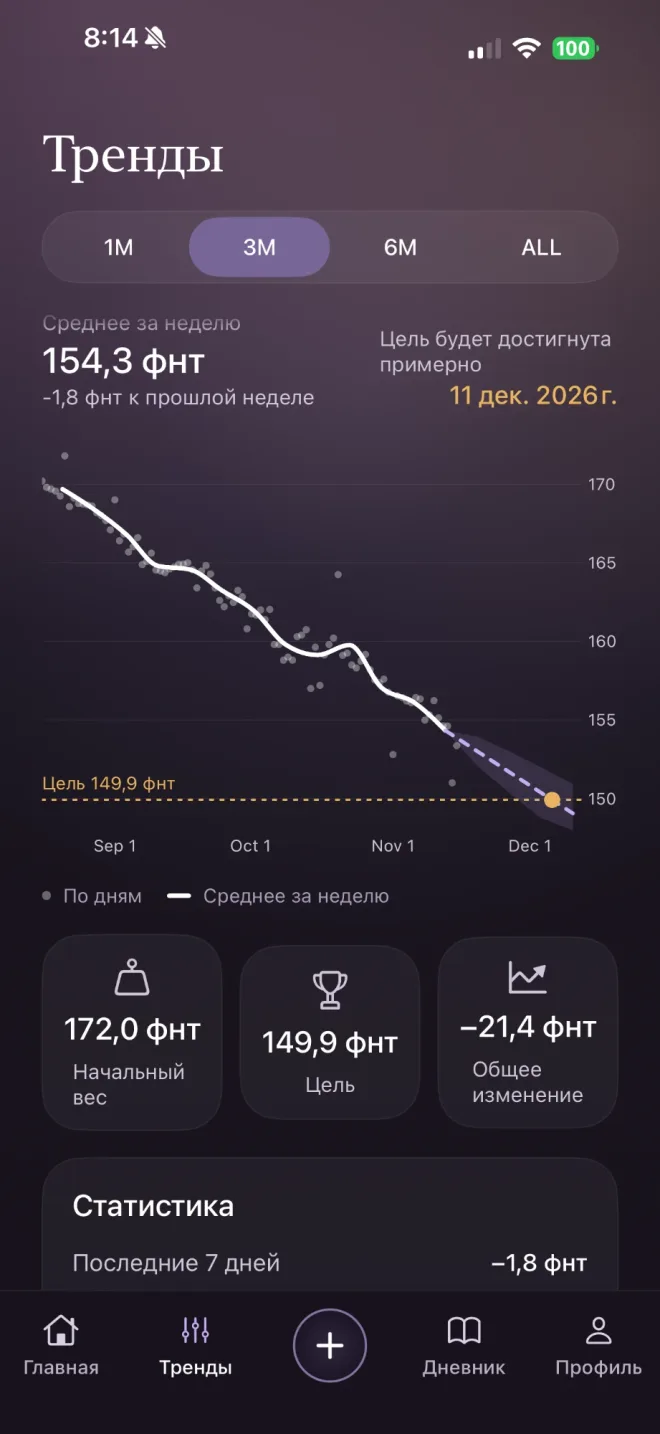 8:14
100
Тренды
1M
3M
6M
ALL
Среднее за неделю
154,3 фнт
-1,8 фнт к прошлой неделе
Цель будет достигнута
примерно
11 дек. 2026 г.
170
165
160
155
150
Цель 149,9 фнт
Sep 1
Oct 1
Nov 1
Dec 1
По дням
Среднее за неделю
172,0 фнт
Начальный
вес
149,9 фнт
Цель
−21,4 фнт
Общее
изменение
Статистика
Последние 7 дней
−1,8 фнт
Главная
Тренды
Дневник
Профиль